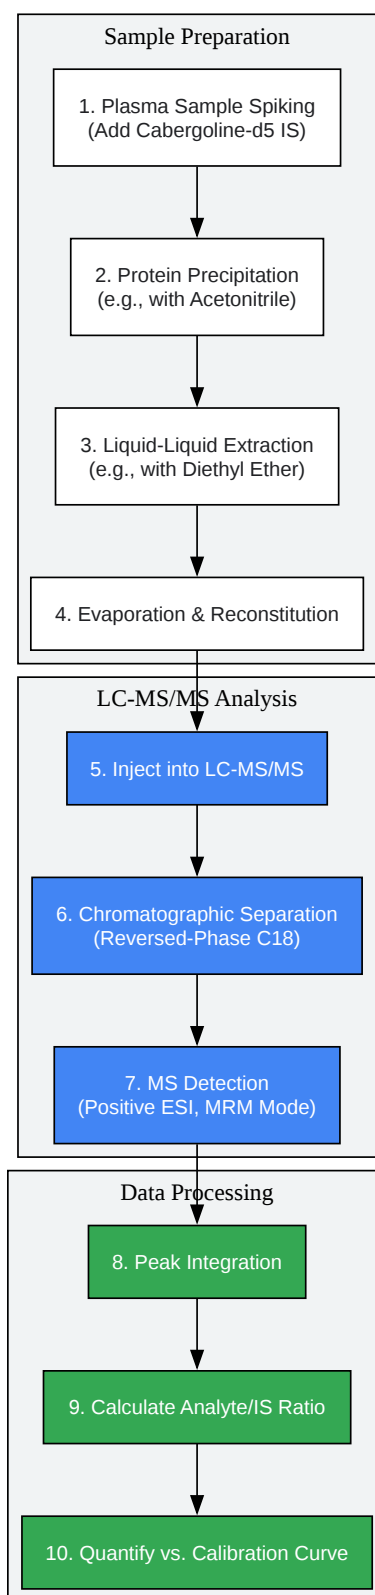 Sample Preparation
1. Plasma Sample Spiking
(Add Cabergoline-d5 IS)
2. Protein Precipitation
(e.g., with Acetonitrile)
3. Liquid-Liquid Extraction
(e.g., with Diethyl Ether)
4. Evaporation & Reconstitution
LC-MS/MS Analysis
5. Inject into LC-MS/MS
6. Chromatographic Separation
(Reversed-Phase C18)
7. MS Detection
(Positive ESI, MRM Mode)
Data Processing
8. Peak Integration
9. Calculate Analyte/IS Ratio
10. Quantify vs. Calibration Curve